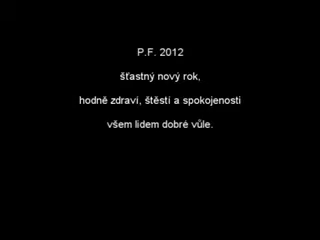 P.F. 2012
šťastný nový rok,
hodně zdraví, štěstí a spokojenosti
všem lidem dobré vůle.